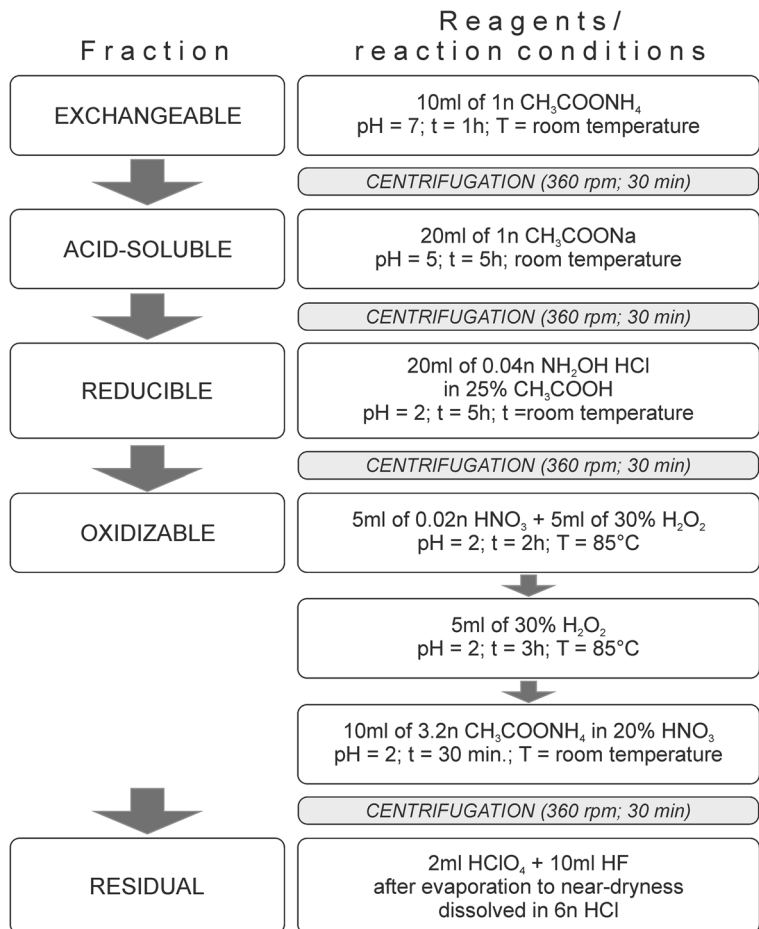 Fraction
Reagents/
reaction conditions
EXCHANGEABLE
10ml of 1n CH₃COONH₄
pH = 7; t = 1h; T = room temperature
CENTRIFUGATION (360 rpm; 30 min)
ACID-SOLUBLE
20ml of 1n CH₃COONa
pH = 5; t = 5h; room temperature
CENTRIFUGATION (360 rpm; 30 min)
REDUCIBLE
20ml of 0.04n NH₂OH HCl
in 25% CH₃COOH
pH = 2; t = 5h; t =room temperature
CENTRIFUGATION (360 rpm; 30 min)
OXIDIZABLE
5ml of 0.02n HNO₃ + 5ml of 30% H₂O₂
pH = 2; t = 2h; T = 85°C
5ml of 30% H₂O₂
pH = 2; t = 3h; T = 85°C
10ml of 3.2n CH₃COONH₄ in 20% HNO₃
pH = 2; t = 30 min.; T = room temperature
CENTRIFUGATION (360 rpm; 30 min)
RESIDUAL
2ml HClO₄ + 10ml HF
after evaporation to near-dryness
dissolved in 6n HCl